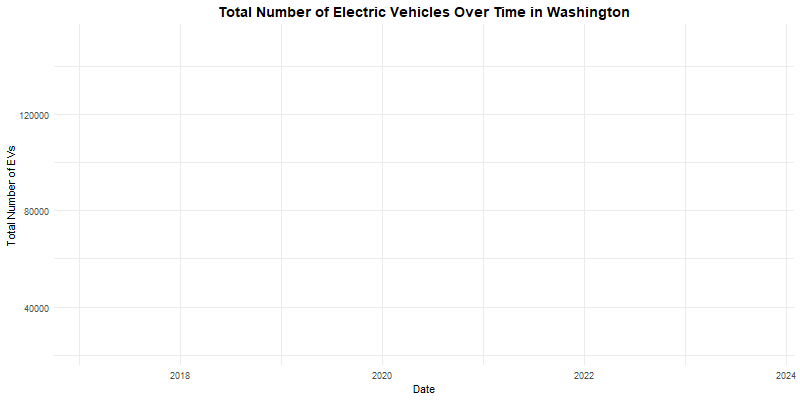 Total Number of Electric Vehicles Over Time in Washington
Total Number of EVs
120000
80000
40000
2018 2020 2022 2024
Date